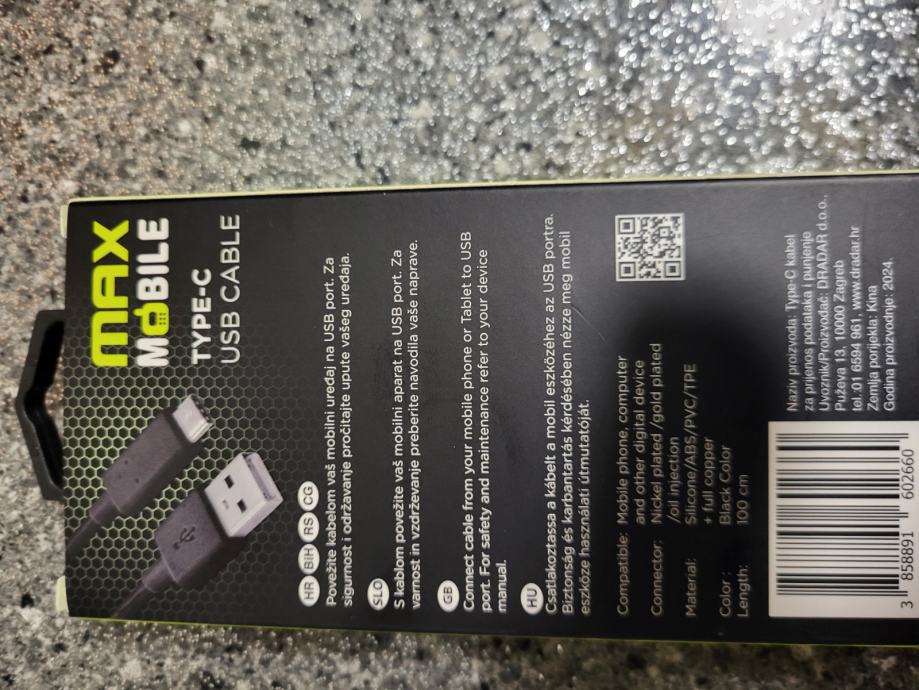 MAX
MOBILE
TYPE-C
USB CABLE
HR BiH RS CG
Povežite kabelom vaš mobilni uređaj na USB port. Za
sigurnost i održavanje pročitajte upute vašeg uređaja.
SLO
S kablom povežite vaš mobilni aparat na USB port. Za
varnost in vzdrževanje preberite navodila vaše naprave.
GB
Connect cable from your mobile phone or Tablet to USB
port. For safety and maintenance refer to your device
manual.
HU
Csatlakoztassa a kábelt a mobil eszközéhez az USB portra.
Biztonság és karbantartás kérdésében nézze meg mobil
eszköze használati útmutatóját.
Compatible: Mobile phone, computer
and other digital device
Connector: Nickel plated /gold plated
/oil injection
Material: Silicone/ABS/PVC/TPE
+ full copper
Color : Black Color
Length: 100 cm
Naziv proizvoda: Type-C kabel
za prijenos podataka i punjenje
Uvoznik/Proizvođač: DRADAR d.o.o.,
Puževa 13, 10000 Zagreb
tel.01 6594 961, www.dradar.hr
Zemlja porijekla: Kina
Godina proizvodnje: 2024.
3 858891 602660